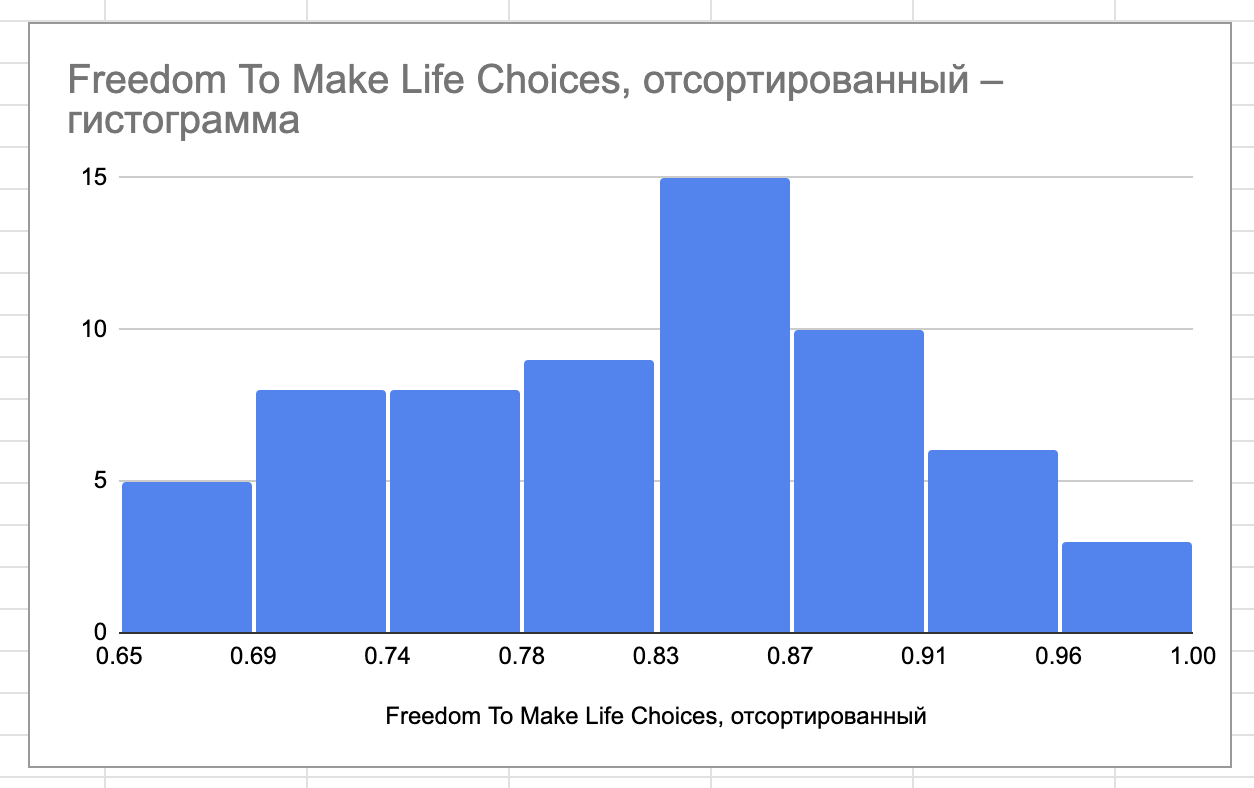 Freedom To Make Life Choices, отсортированный –
гистограмма
15
10
5
0
0.65 0.69 0.74 0.78 0.83 0.87 0.91 0.96 1.00
Freedom To Make Life Choices, отсортированный